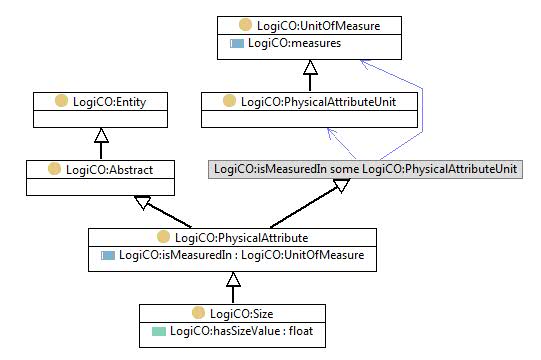 LogiCO:UnitOfMeasure
LogiCO:measures
LogiCO:Entity
LogiCO:PhysicalAttributeUnit
LogiCO:Abstract
LogiCO:isMeasuredIn some LogiCO:PhysicalAttributeUnit
LogiCO:PhysicalAttribute
LogiCO:isMeasuredIn : LogiCO:UnitOfMeasure
LogiCO:Size
LogiCO:hasSizeValue : float